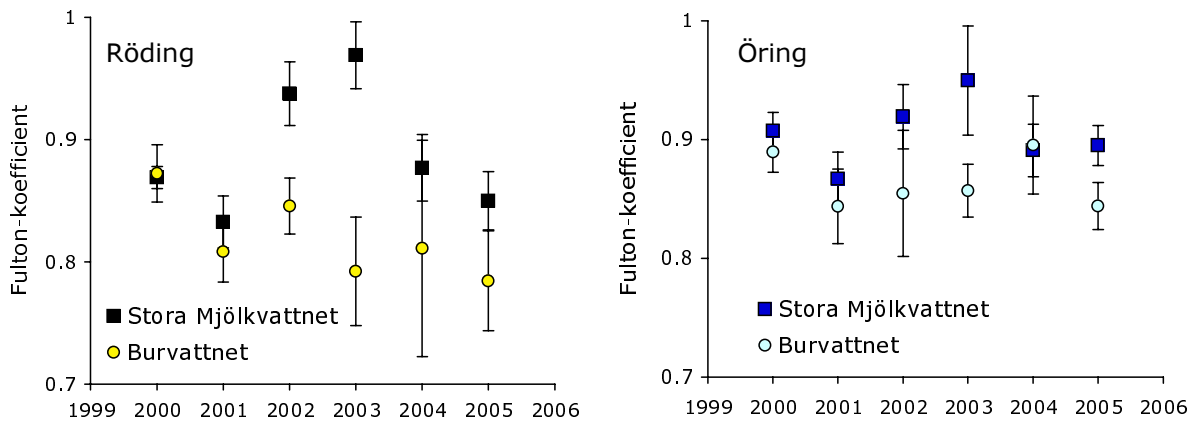 Röding
Fulton-koefficient
1
0.9
0.8
0.7
Stora Mjölkvattnet
Burvattnet
1999 2000 2001 2002 2003 2004 2005 2006
Öring
Fulton-koefficient
1
0.9
0.8
0.7
Stora Mjölkvattnet
Burvattnet
1999 2000 2001 2002 2003 2004 2005 2006